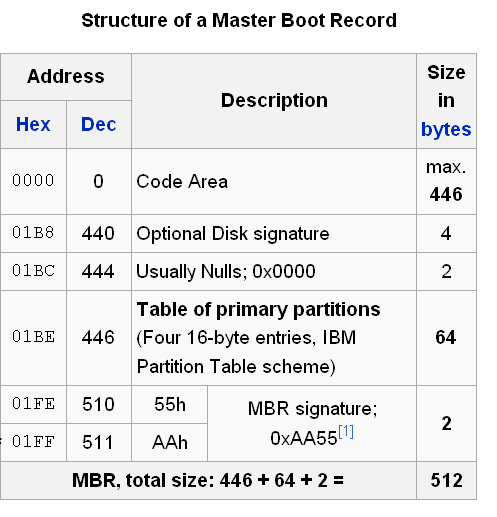 Structure of a Master Boot Record
Address
Description
Size
in
bytes
Hex
Dec
0000
0
Code Area
max.
446
01B8
440
Optional Disk signature
4
01BC
444
Usually Nulls; 0x0000
2
01BE
446
Table of primary partitions
(Four 16-byte entries, IBM
Partition Table scheme)
64
01FE
510
55h
MBR signature;
0xAA55[1]
2
01FF
511
AAh
MBR, total size: 446 + 64 + 2 =
512